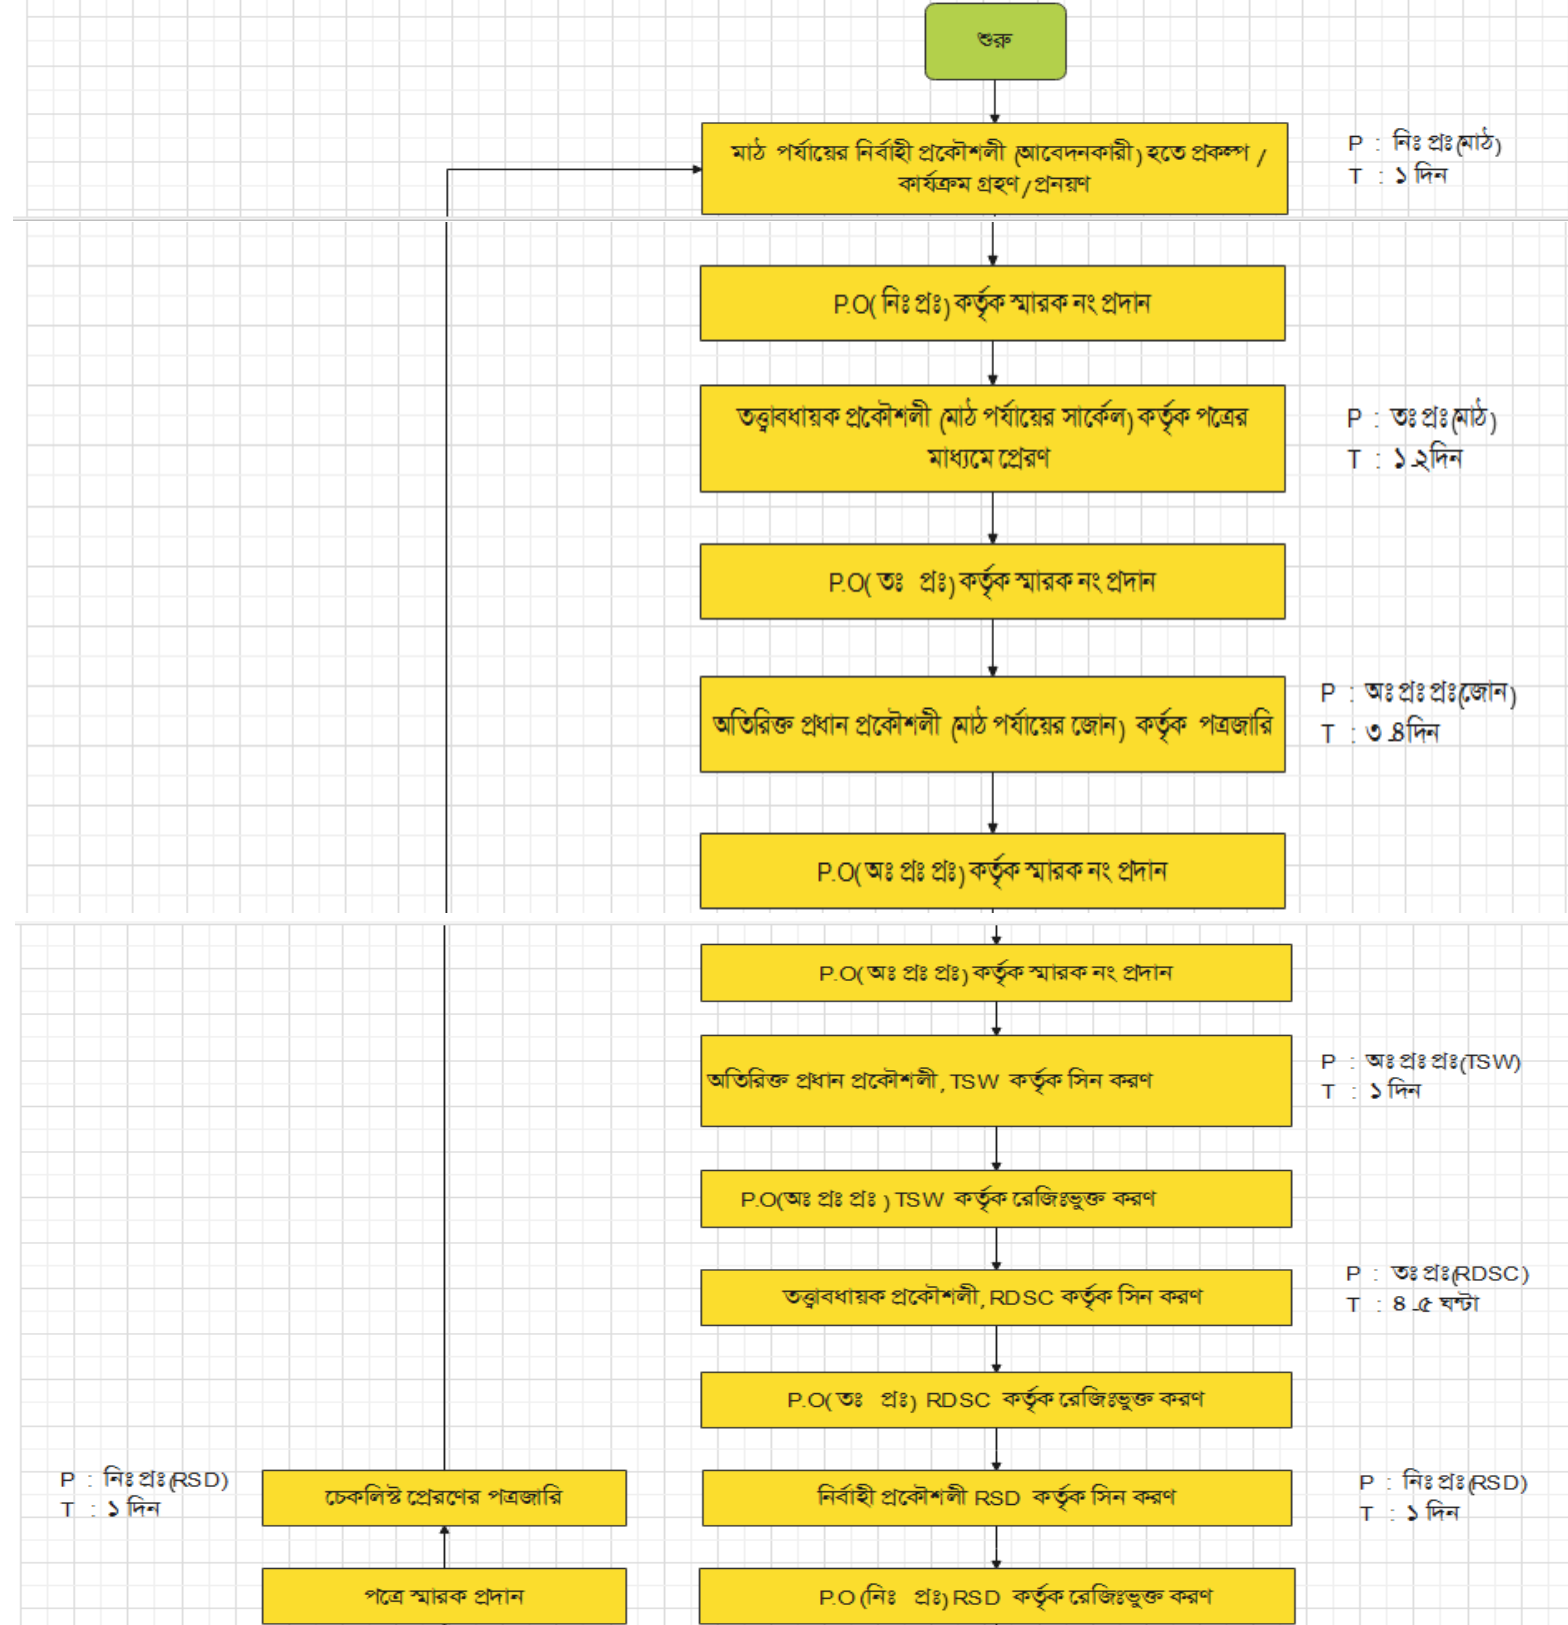 শুরু
মাঠ পর্যায়ের নির্বাহী প্রকৌশলী (আবেদনকারী) হতে প্রকল্প /
কার্যক্রম গ্রহণ/প্রনয়ণ
P : নিঃ প্রঃ(মাঠ)
T : ১ দিন
P.O( নিঃ প্রঃ) কর্তৃক স্মারক নং প্রদান
তত্ত্বাবধায়ক প্রকৌশলী (মাঠ পর্যায়ের সার্কেল) কর্তৃক পত্রের
মাধ্যমে প্রেরণ
P : তঃ প্রঃ(মাঠ)
T : ১-২দিন
P.O( তঃ প্রঃ) কর্তৃক স্মারক নং প্রদান
অতিরিক্ত প্রধান প্রকৌশলী (মাঠ পর্যায়ের জোন) কর্তৃক পত্রজারি
P : অঃ প্রঃ প্রঃ(জোন)
T : ৩-৪দিন
P.O( অঃ প্রঃ প্রঃ) কর্তৃক স্মারক নং প্রদান
P.O( অঃ প্রঃ প্রঃ) কর্তৃক স্মারক নং প্রদান
অতিরিক্ত প্রধান প্রকৌশলী, TSW কর্তৃক সিন করণ
P : অঃ প্রঃ প্রঃ(TSW)
T : ১ দিন
P.O(অঃ প্রঃ প্রঃ ) TSW কর্তৃক রেজিঃভুক্ত করণ
তত্ত্বাবধায়ক প্রকৌশলী, RDSC কর্তৃক সিন করণ
P : তঃ প্রঃ(RDSC)
T : ৪-৫ ঘন্টা
P.O( তঃ প্রঃ) RDSC কর্তৃক রেজিঃভুক্ত করণ
P : নিঃ প্রঃ(RSD)
T : ১ দিন
চেকলিস্ট প্রেরণের পত্রজারি
নির্বাহী প্রকৌশলী RSD কর্তৃক সিন করণ
P : নিঃ প্রঃ(RSD)
T : ১ দিন
পত্রে স্মারক প্রদান
P.O (নিঃ প্রঃ) RSD কর্তৃক রেজিঃভুক্ত করণ